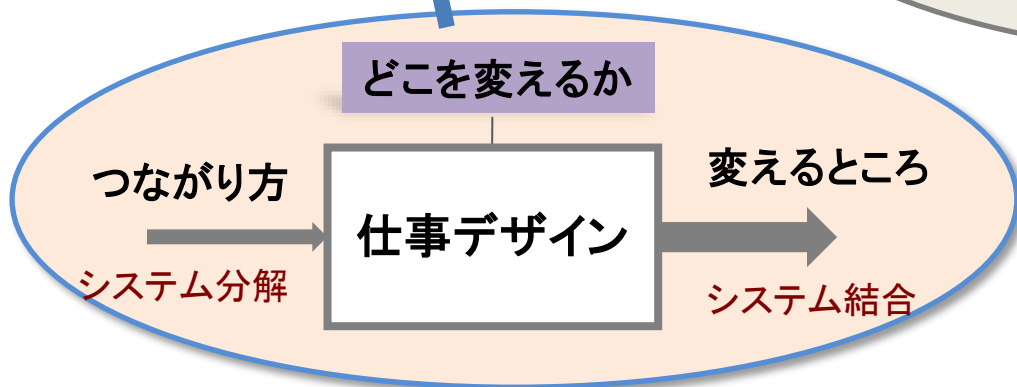 どこを変えるか
つながり方
変えるところ
仕事デザイン
システム分解
システム結合